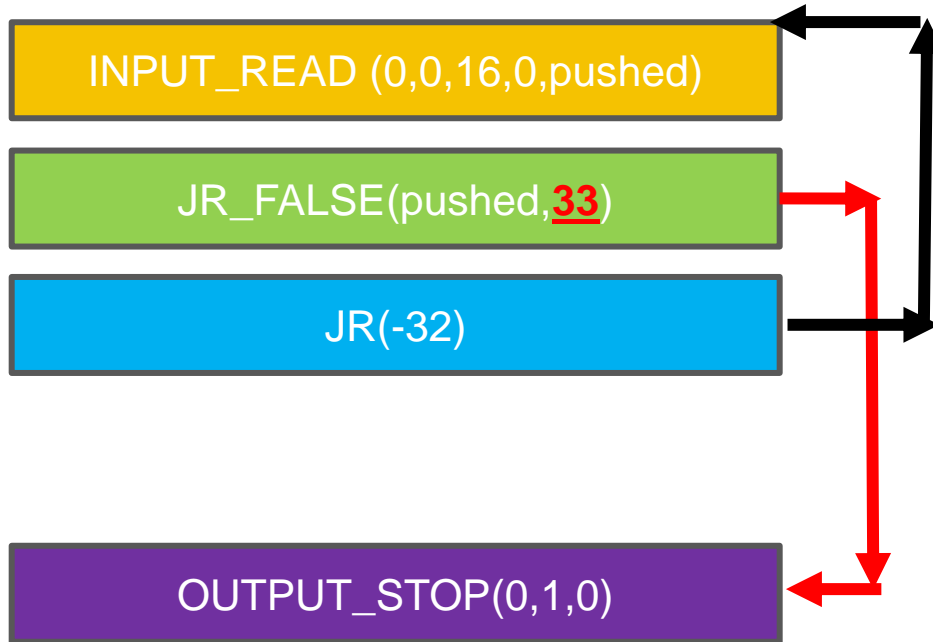 INPUT_READ (0,0,16,0,pushed)
JR_FALSE(pushed,33)
JR(-32)
OUTPUT_STOP(0,1,0)